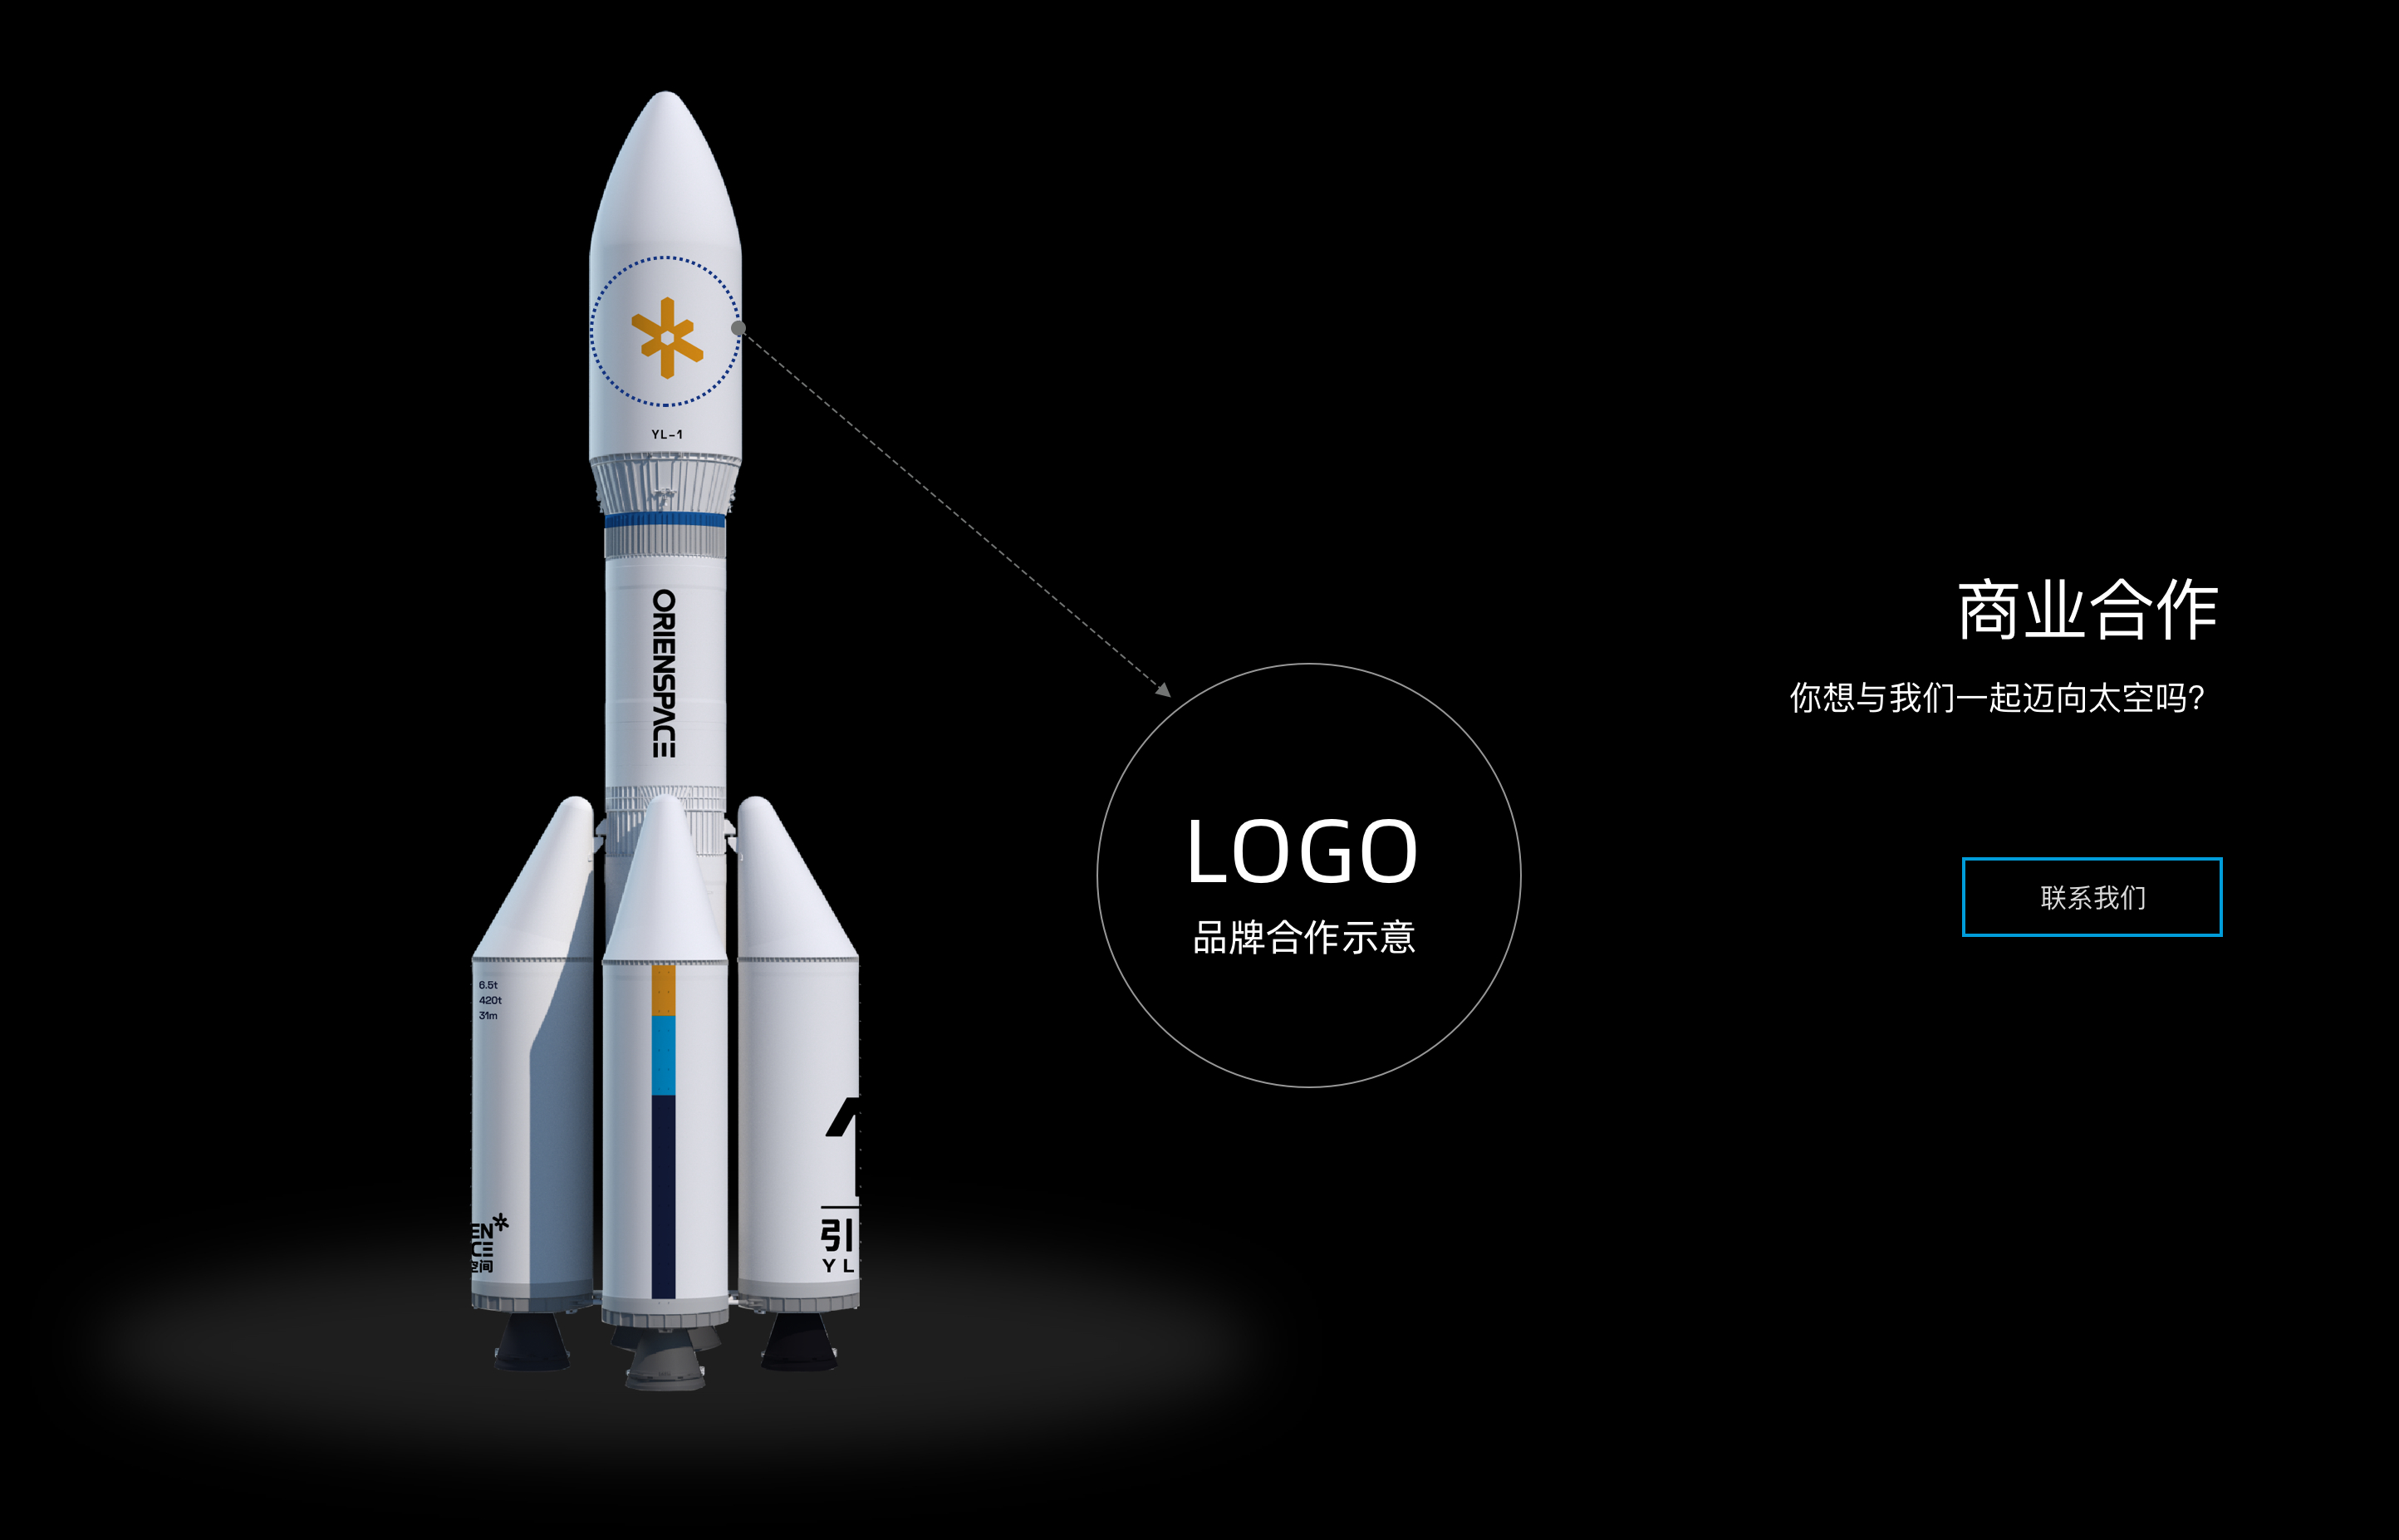 YL-1
ORIENSPACE
6.5t
420t
31m
EN
CE
空间
引
YL
LOGO
品牌合作示意
商业合作
你想与我们一起迈向太空吗?
联系我们